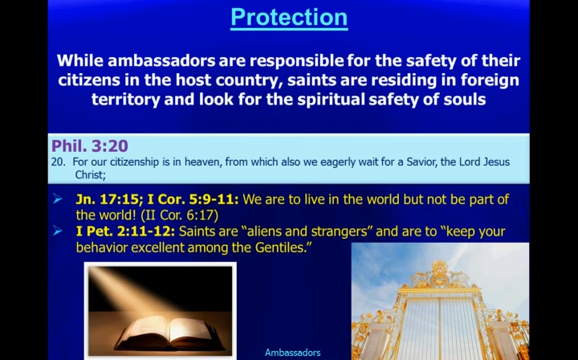 Protection
While ambassadors are responsible for the safety of their
citizens in the host country, saints are residing in foreign
territory and look for the spiritual safety of souls
Phil. 3:20
20. For our citizenship is in heaven, from which also we eagerly wait for a Savior, the Lord Jesus
Christ;
➢ Jn. 17:15; I Cor. 5:9-11: We are to live in the world but not be part of
the world! (II Cor. 6:17)
➢ I Pet. 2:11-12: Saints are “aliens and strangers” and are to “keep your
behavior excellent among the Gentiles.”
Ambassadors